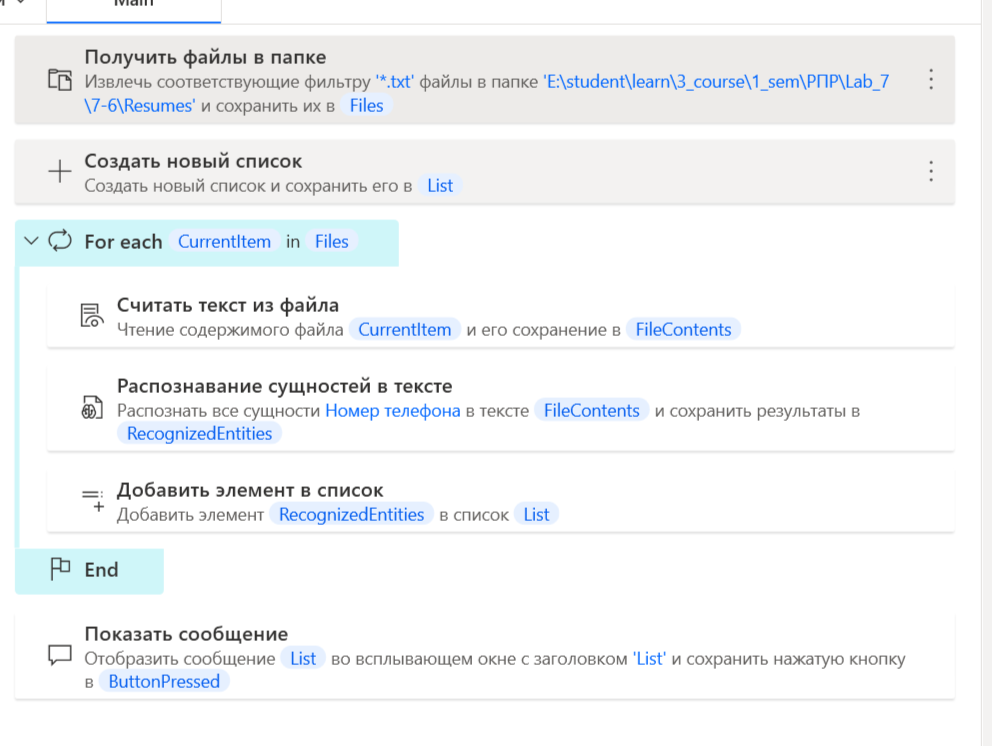 Main
Получить файлы в папке
Извлечь соответствующие фильтру '*.txt' файлы в папке 'E:\student\learn\3_course\1_sem\РПР\Lab_7
\7-6\Resumes' и сохранить их в Files
Создать новый список
Создать новый список и сохранить его в List
For each CurrentItem in Files
Считать текст из файла
Чтение содержимого файла CurrentItem и его сохранение в FileContents
Распознавание сущностей в тексте
Распознать все сущности Номер телефона в тексте FileContents и сохранить результаты в
RecognizedEntities
Добавить элемент в список
Добавить элемент RecognizedEntities в список List
End
Показать сообщение
Отобразить сообщение List во всплывающем окне с заголовком 'List' и сохранить нажатую кнопку
в ButtonPressed